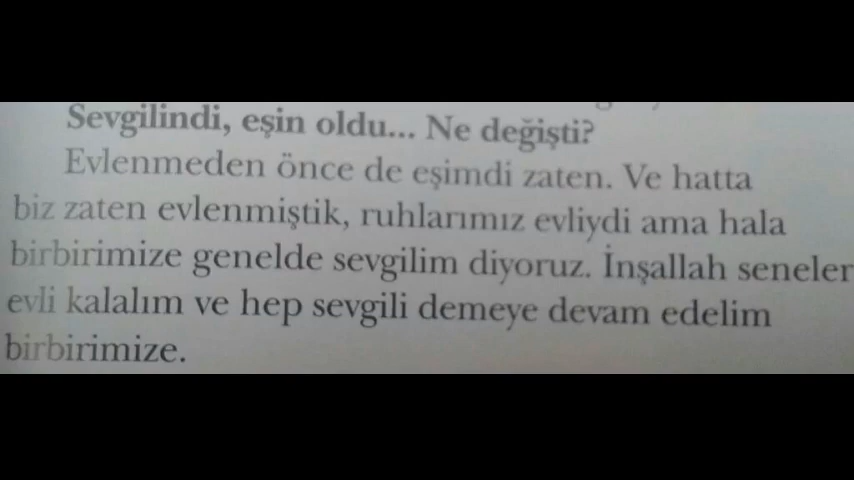 Sevgilindi, eşin oldu... Ne değişti?
Evlenmeden önce de eşimdi zaten. Ve hatta
biz zaten evlenmiştik, ruhlarımız evliydi ama hala
birbirimize genelde sevgilim diyoruz. İnşallah seneler
evli kalalım ve hep sevgili demeye devam edelim
birbirimize.